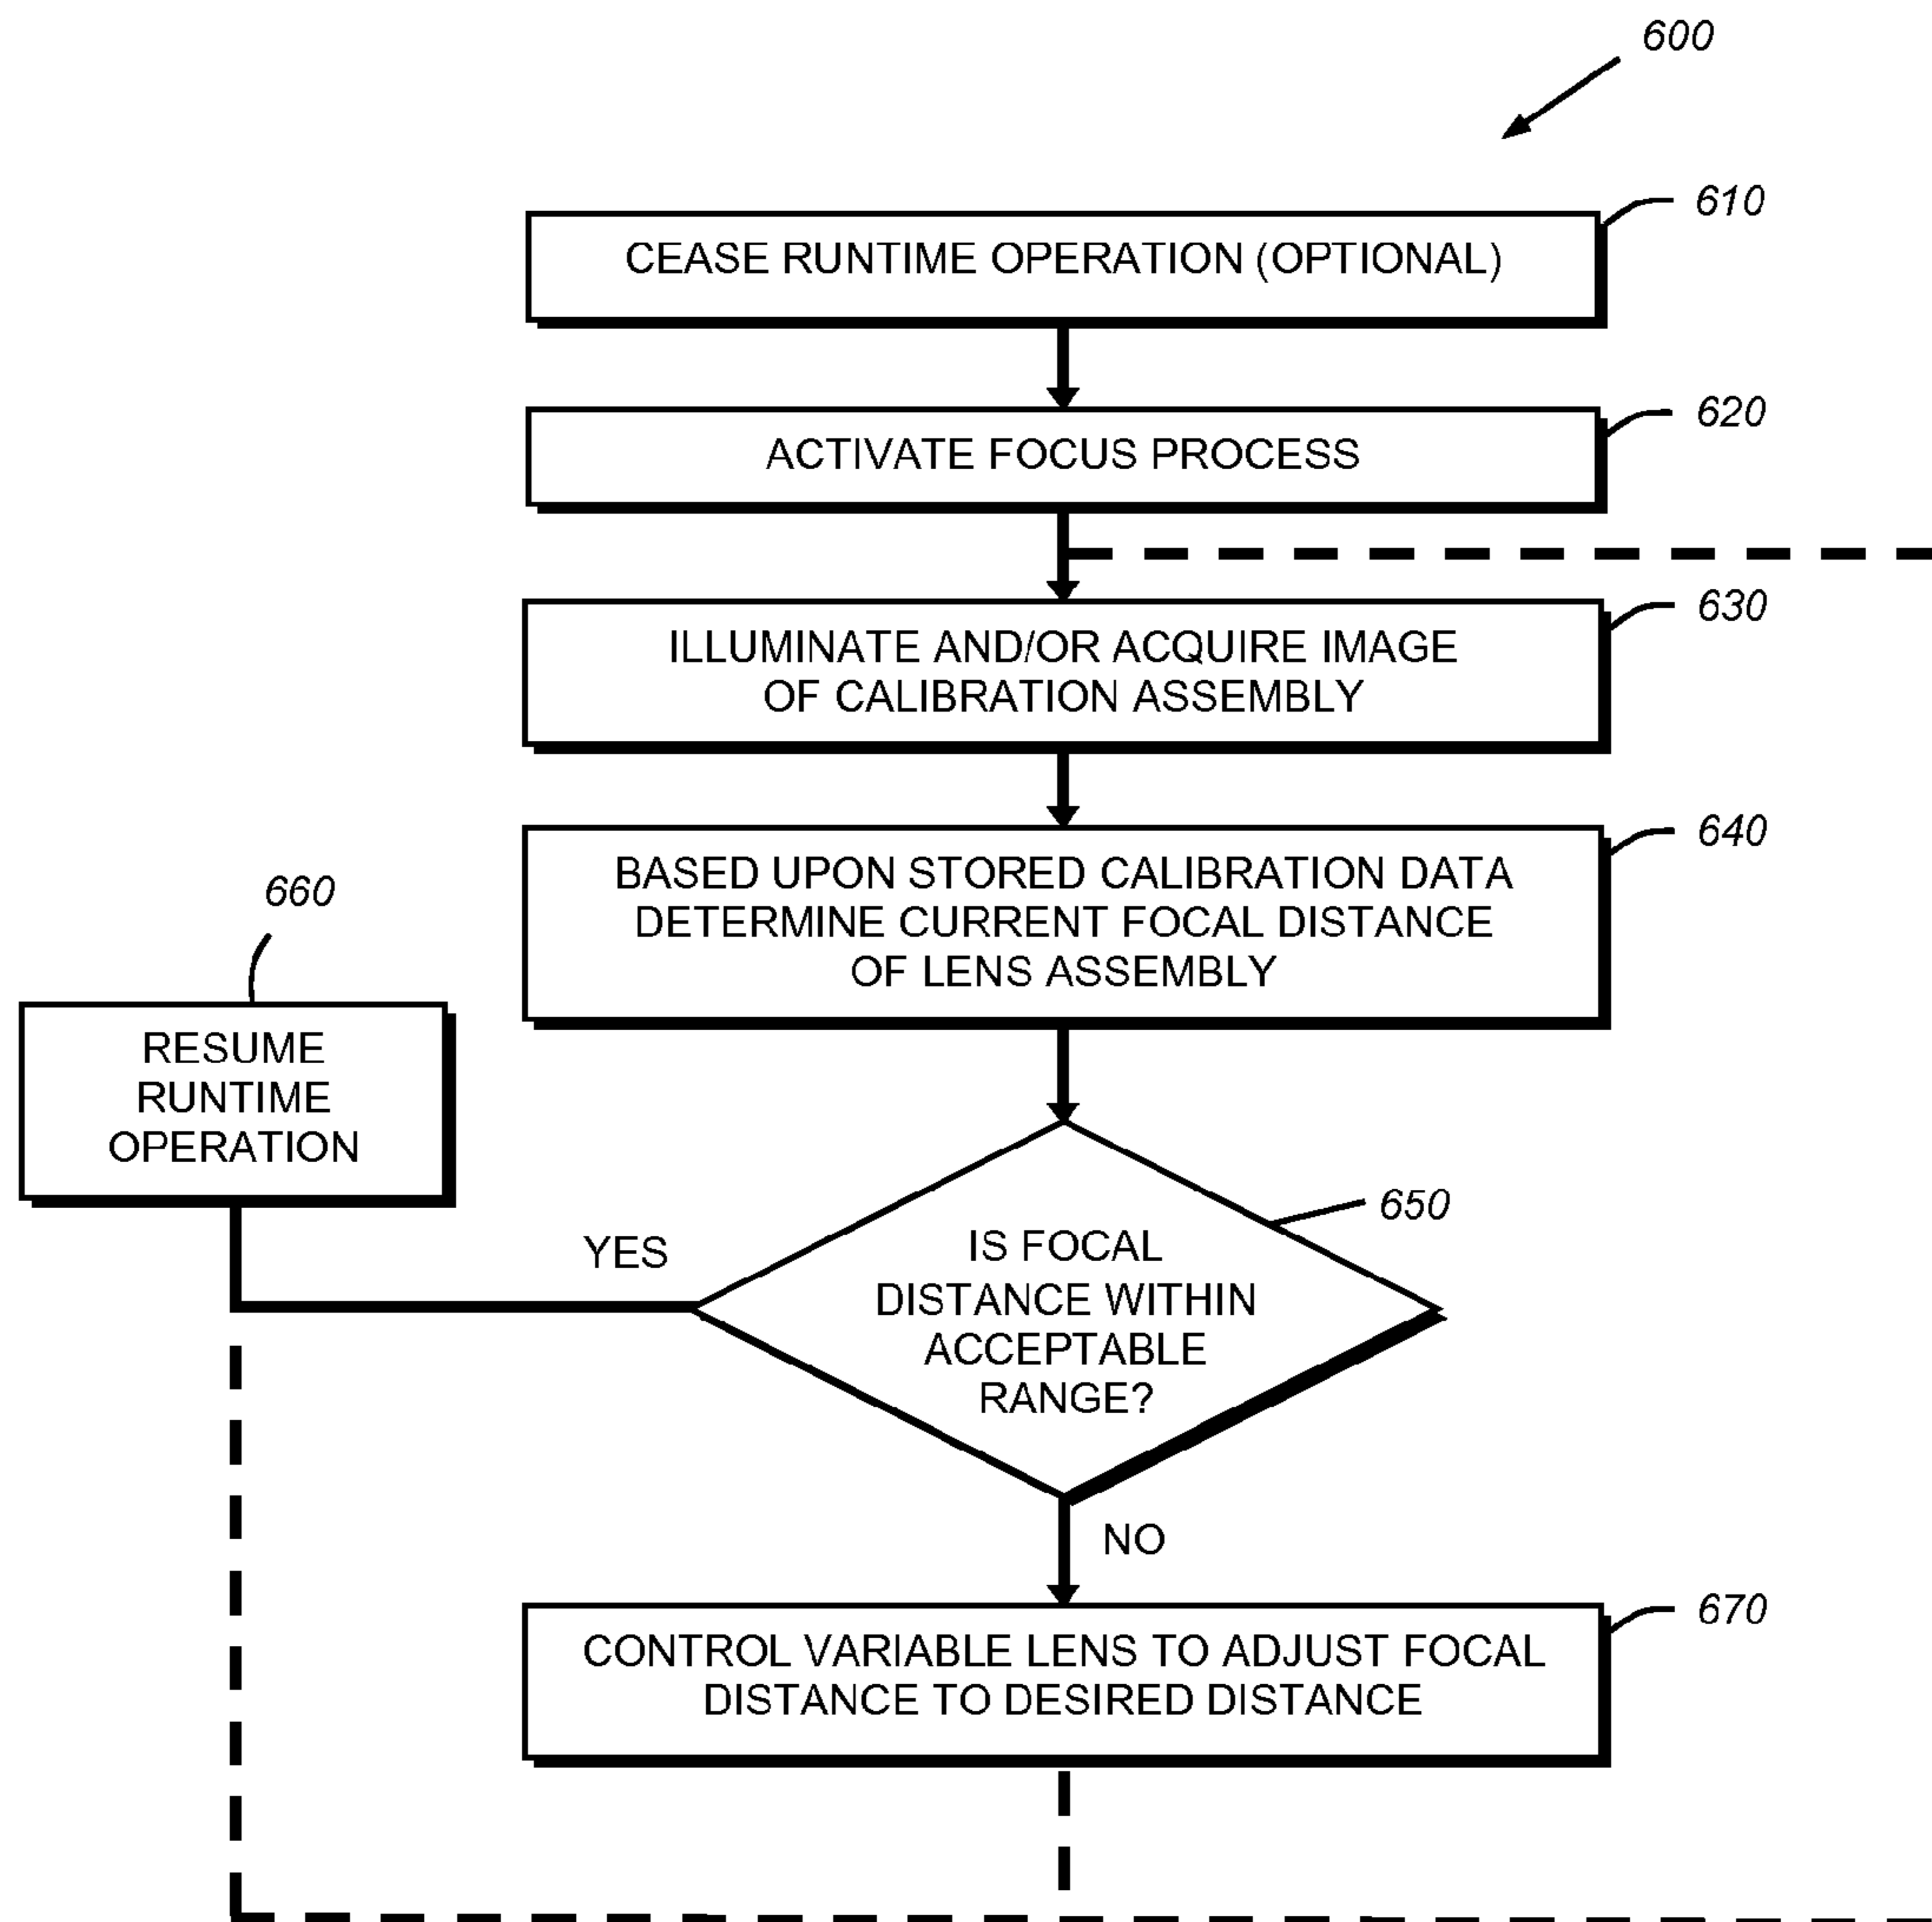 600
610
CEASE RUNTIME OPERATION (OPTIONAL)
620
ACTIVATE FOCUS PROCESS
630
ILLUMINATE AND/OR ACQUIRE IMAGE
OF CALIBRATION ASSEMBLY
640
BASED UPON STORED CALIBRATION DATA
DETERMINE CURRENT FOCAL DISTANCE
OF LENS ASSEMBLY
660
RESUME
RUNTIME
OPERATION
650
YES
IS FOCAL
DISTANCE WITHIN
ACCEPTABLE
RANGE?
NO
670
CONTROL VARIABLE LENS TO ADJUST FOCAL
DISTANCE TO DESIRED DISTANCE